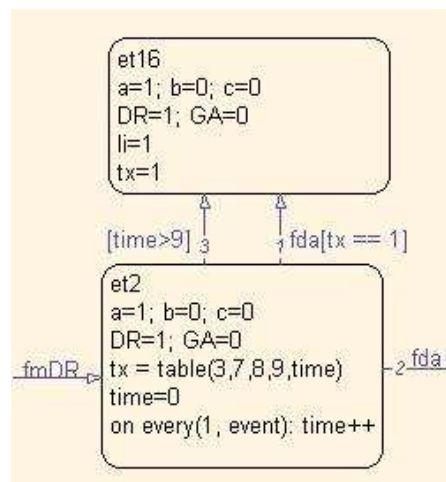 et16
a=1; b=0; c=0
DR=1; GA=0
li=1
tx=1
[time>9] 3 1 fda[tx == 1]
et2
a=1; b=0; c=0
DR=1; GA=0
fmDR tx = table(3,7,8,9,time) 2 fda
time=0
on every(1, event): time++